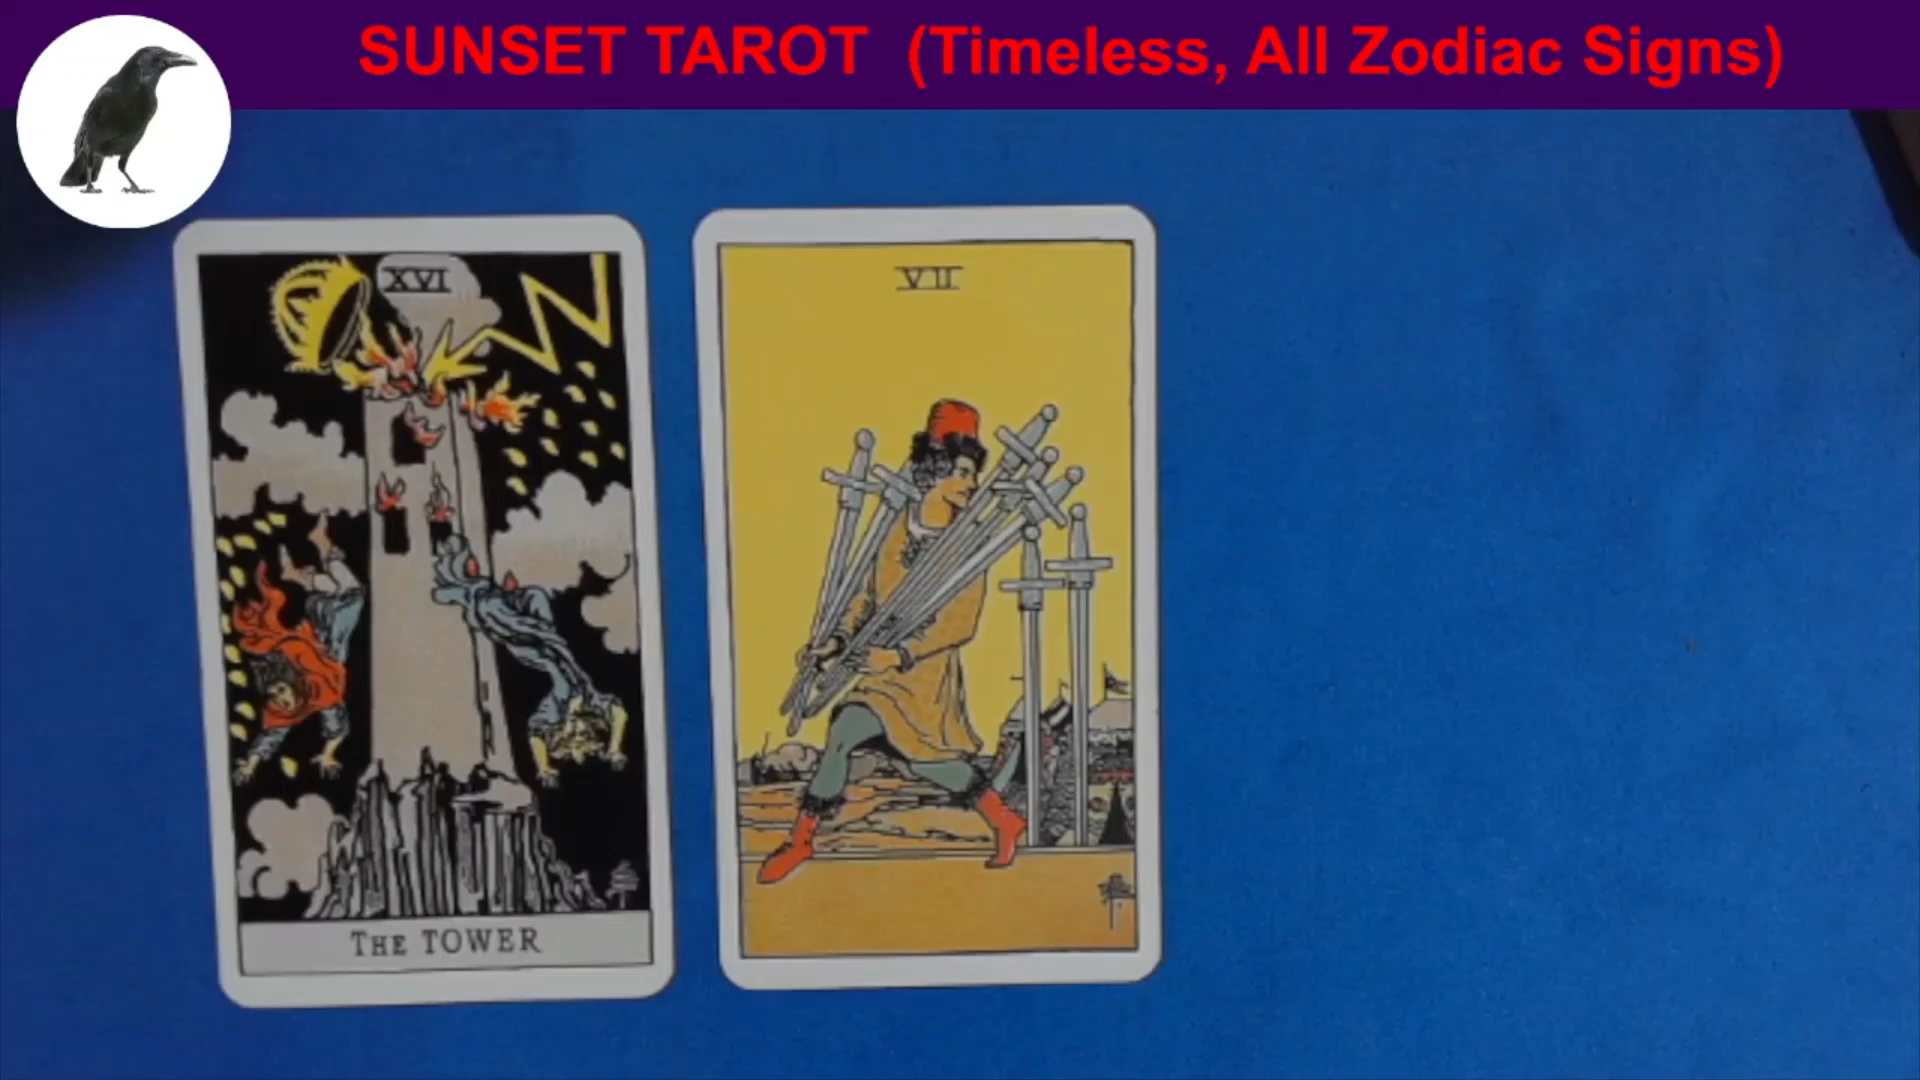 SUNSET TAROT (Timeless, All Zodiac Signs)
XVI
VII
THE TOWER